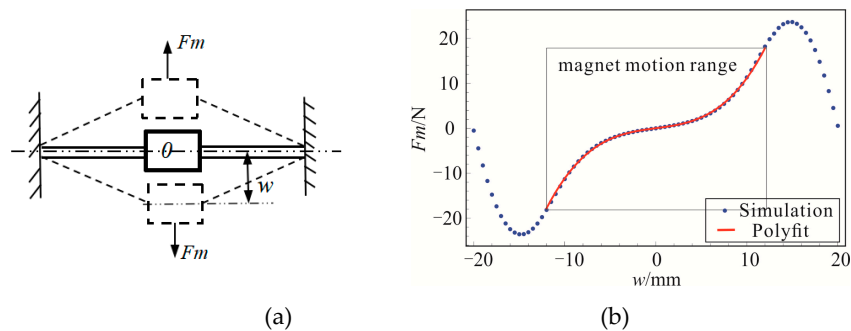 Fm
0
w
Fm
(a)
Fm/N
20
10
0
−10
−20
magnet motion range
Simulation
Polyfit
−20
−10
0
10
20
w/mm
(b)